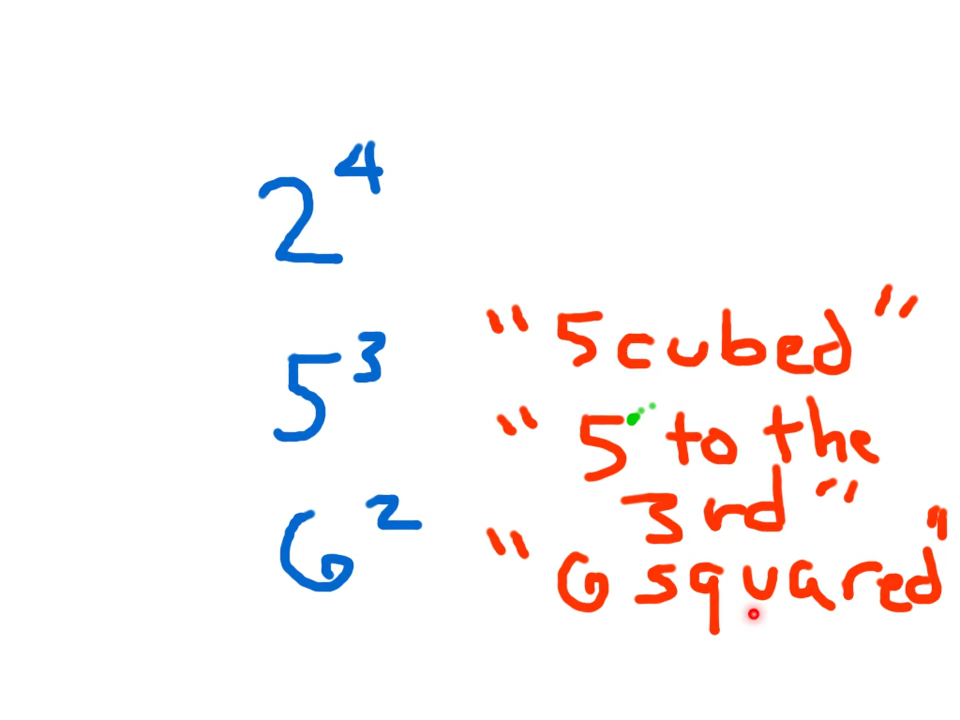 2⁴
5³ "5 cubed"
"5 to the
3rd"
6² "6 squared"